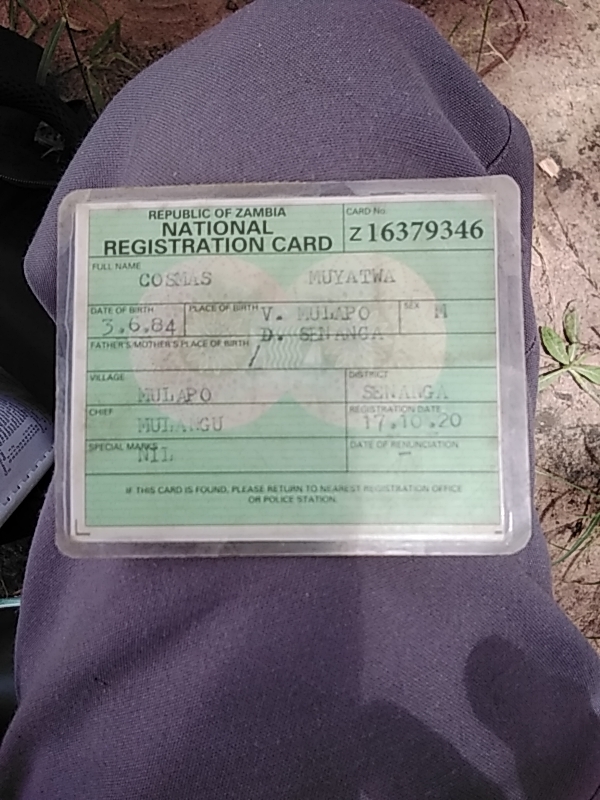 REPUBLIC OF ZAMBIA
NATIONAL
REGISTRATION CARD
CARD No.
Z 16379346
FULL NAME
COSMAS MUYATWA
DATE OF BIRTH
3.6.84
PLACE OF BIRTH
V. MULAPO
D. SENANGA
SEX
M
FATHER'S/MOTHER'S PLACE OF BIRTH
/
VILLAGE
MULAPO
DISTRICT
SENANGA
CHIEF
MULANGU
REGISTRATION DATE
17.10.20
SPECIAL MARKS
NIL
DATE OF RENUNCIATION
—
IF THIS CARD IS FOUND, PLEASE RETURN TO NEAREST REGISTRATION OFFICE
OR POLICE STATION.